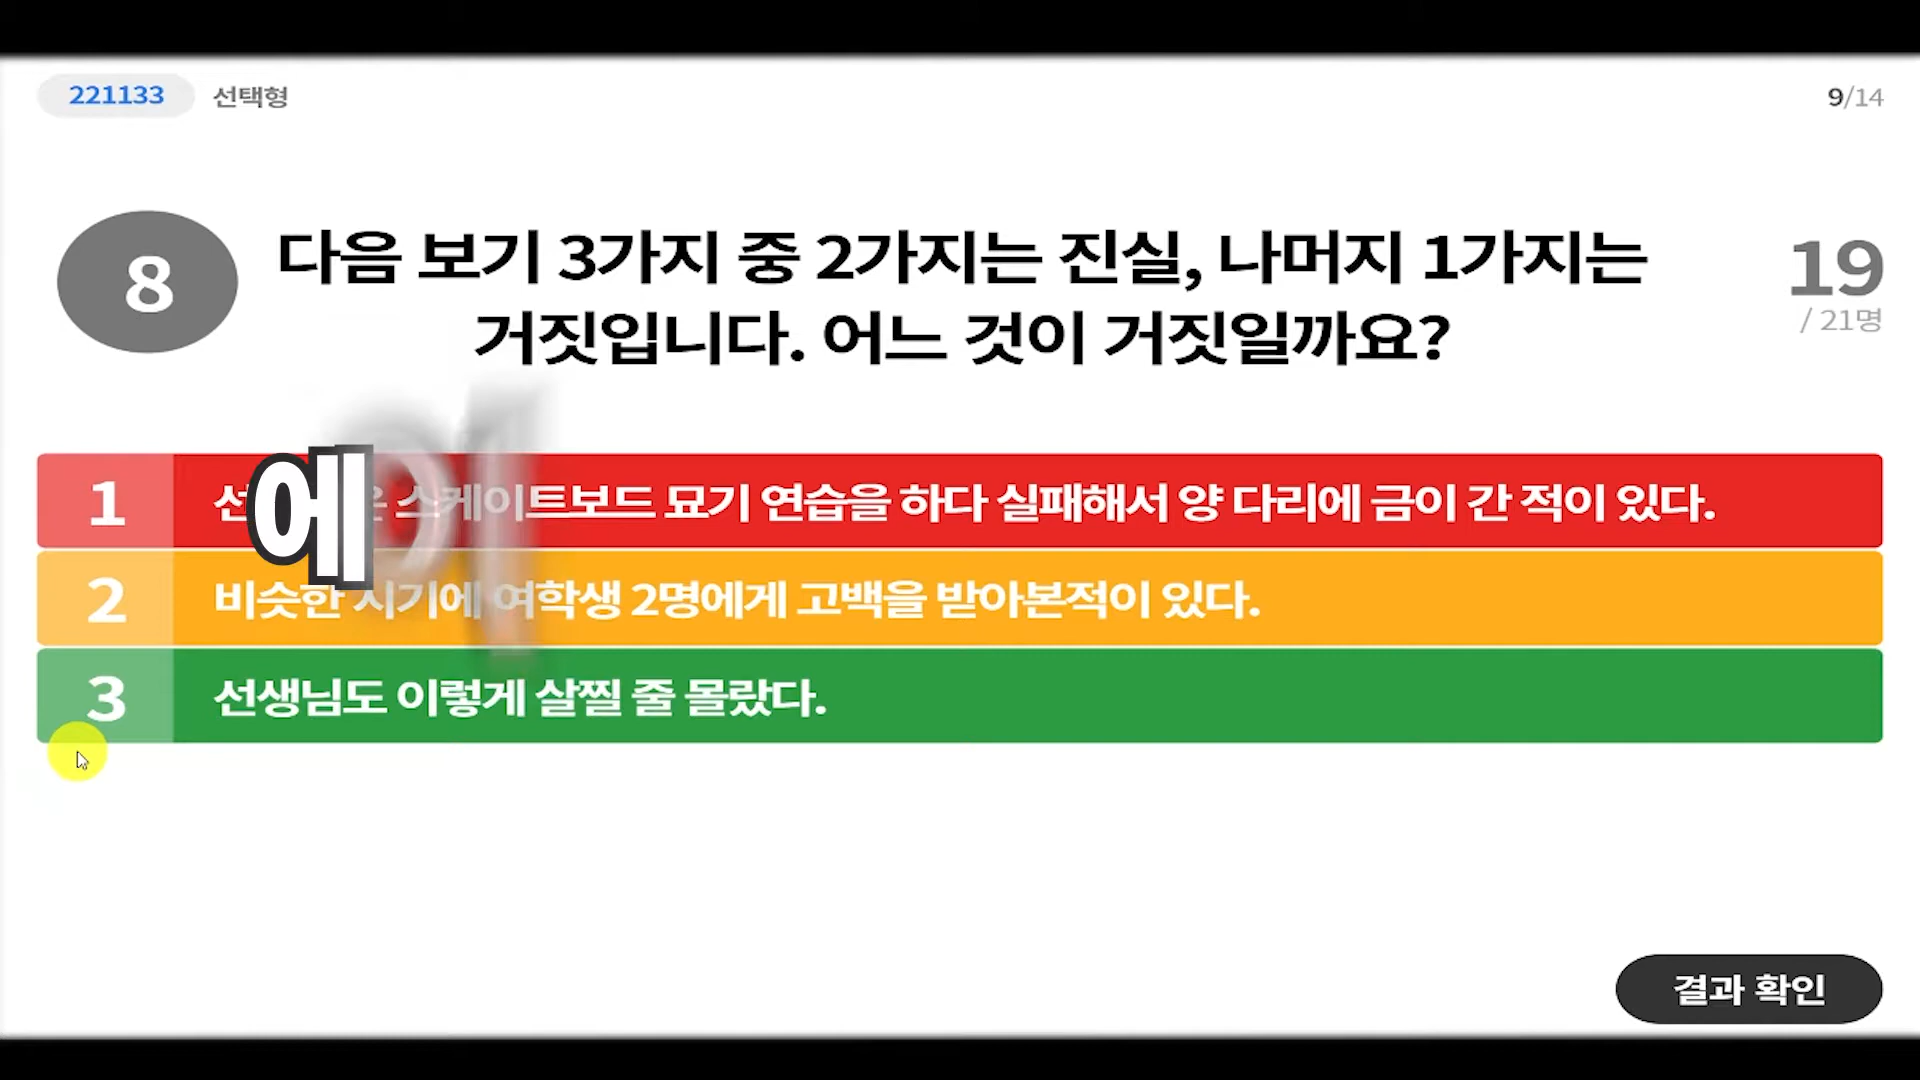 221133 선택형
9/14
8
다음 보기 3가지 중 2가지는 진실, 나머지 1가지는
거짓입니다. 어느 것이 거짓일까요?
19
/ 21명
에
1 스케이트보드 묘기 연습을 하다 실패해서 양 다리에 금이 간 적이 있다.
2 비슷한 시기에 여학생 2명에게 고백을 받아본적이 있다.
3 선생님도 이렇게 살찔 줄 몰랐다.
결과 확인